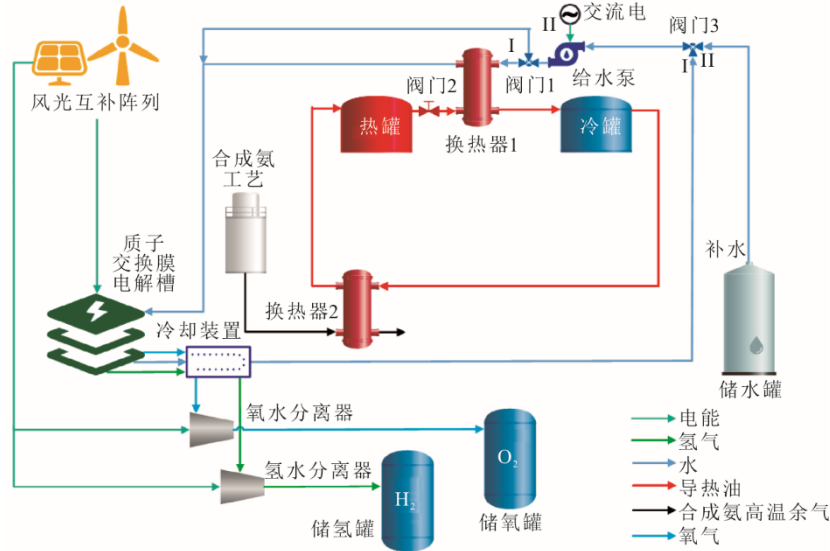 II
交流电
阀门3
I
I
II
风光互补阵列
阀门2
阀门1
给水泵
热罐
换热器1
冷罐
合成氨
工艺
质子
交换膜
电解槽
补水
换热器2
冷却装置
储水罐
氧水分离器
O2
氢水分离器
H2
储氢罐
储氧罐
电能
氢气
水
导热油
合成氨高温余气
氧气